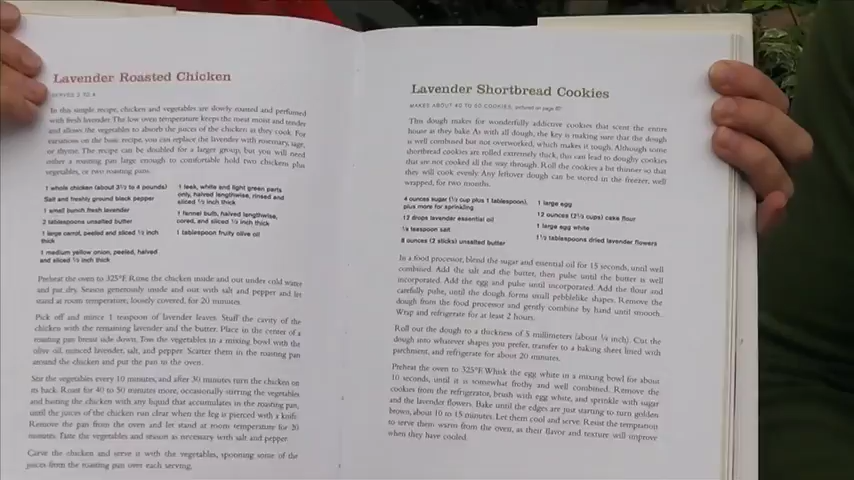 Lavender Roasted Chicken
SERVES 2 TO 4
In this simple recipe, chicken and vegetables are slowly roasted and perfumed
with fresh lavender. The low oven temperature keeps the meat moist and tender
and allows the vegetables to absorb the juices of the chicken as they cook. For
variations on the basic recipe, you can replace the lavender with rosemary, sage,
or thyme. The recipe can be doubled for a larger group, but you will need
either a roasting pan large enough to comfortably hold two chickens plus
vegetables, or two roasting pans.
1 whole chicken (about 3½ to 4 pounds)
Salt and freshly ground black pepper
1 small bunch fresh lavender
2 tablespoons unsalted butter
1 large carrot, peeled and sliced ½ inch
thick
1 medium yellow onion, peeled, halved
and sliced ½ inch thick
1 leek, white and light green parts
only, halved lengthwise, rinsed and
sliced ½ inch thick
1 fennel bulb, halved lengthwise,
cored, and sliced ½ inch thick
1 tablespoon fruity olive oil
Preheat the oven to 325°F. Rinse the chicken inside and out under cold water
and pat dry. Season generously inside and out with salt and pepper and let
stand at room temperature, loosely covered, for 20 minutes.
Pick off and mince 1 teaspoon of lavender leaves. Stuff the cavity of the
chicken with the remaining lavender and the butter. Place in the center of a
roasting pan breast side down. Toss the vegetables in a mixing bowl with the
olive oil, minced lavender, salt, and pepper. Scatter them in the roasting pan
around the chicken and put the pan in the oven.
Stir the vegetables every 10 minutes, and after 30 minutes turn the chicken on
its back. Roast for 40 to 50 minutes more, occasionally stirring the vegetables
and basting the chicken with any liquid that accumulates in the roasting pan,
until the juices of the chicken run clear when the leg is pierced with a knife.
Remove the pan from the oven and let stand at room temperature for 20
minutes. Taste the vegetables and season as necessary with salt and pepper.
Carve the chicken and serve it with the vegetables, spooning some of the
juices from the roasting pan over each serving.
Lavender Shortbread Cookies
MAKES ABOUT 40 TO 50 COOKIES, pictured on page
This dough makes for wonderfully addictive cookies that scent the entire
house as they bake. As with all dough, the key is making sure that the dough
is well combined but not overworked, which makes it tough. Although some
shortbread cookies are rolled extremely thick, this can lead to doughy cookies
that are not cooked all the way through. Roll the cookies a bit thinner so that
they will cook evenly. Any leftover dough can be stored in the freezer, well
wrapped, for two months.
4 ounces sugar (½ cup plus 1 tablespoon),
plus more for sprinkling
12 drops lavender essential oil
teaspoon salt
8 ounces (2 sticks) unsalted butter
1 large egg
12 ounces (2½ cups) cake flour
1 large egg white
1½ tablespoons dried lavender flowers
In a food processor, blend the sugar and essential oil for 15 seconds, until well
combined. Add the salt and the butter, then pulse until the butter is well
incorporated. Add the egg and pulse until incorporated. Add the flour and
carefully pulse, until the dough forms small pebblelike shapes. Remove the
dough from the food processor and gently combine by hand until smooth.
Wrap and refrigerate for at least 2 hours.
Roll out the dough to a thickness of 5 millimeters (about ¼ inch). Cut the
dough into whatever shapes you prefer, transfer to a baking sheet lined with
parchment, and refrigerate for about 20 minutes.
Preheat the oven to 325°F. Whisk the egg white in a mixing bowl for about
10 seconds, until it is somewhat frothy and well combined. Remove the
cookies from the refrigerator, brush with egg white, and sprinkle with sugar
and the lavender flowers. Bake until the edges are just starting to turn golden
brown, about 10 to 15 minutes. Let them cool and serve. Resist the temptation
to serve them warm from the oven, as their flavor and texture will improve
when they have cooled.